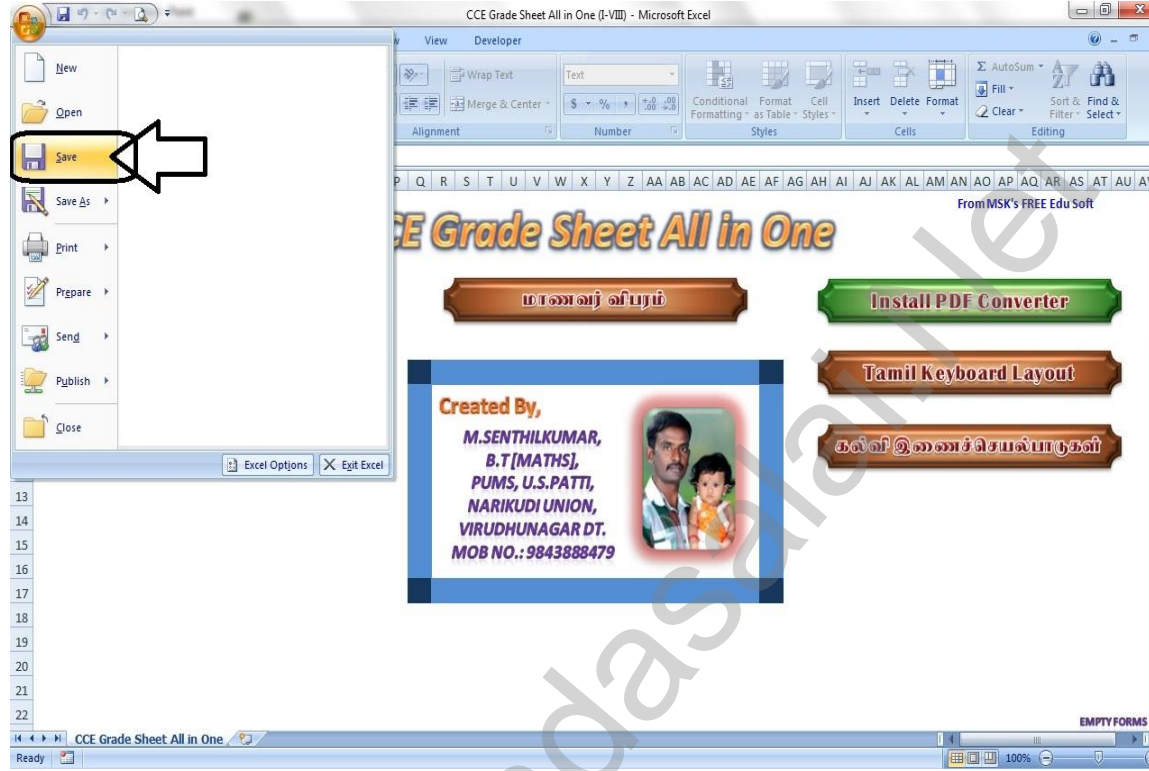 CCE Grade Sheet All in One (I-VIII) - Microsoft Excel
View Developer
New
Open
Save
Save As
Print
Prepare
Send
Publish
Close
Excel Options
Exit Excel
Wrap Text
Merge & Center
Alignment
Text
$ % ,
Number
Conditional Formatting
Format as Table
Cell Styles
Styles
Insert Delete Format
Cells
Σ AutoSum
Fill
Clear
Sort & Filter
Find & Select
Editing
P Q R S T U V W X Y Z AA AB AC AD AE AF AG AH AI AJ AK AL AM AN AO AP AQ AR AS AT AU
From MSK's FREE Edu Soft
CE Grade Sheet All in One
மாணவர் விபரம்
Install PDF Converter
Tamil Keyboard Layout
கல்வி இணைச்செயல்பாடுகள்
Created By,
M.SENTHILKUMAR,
B.T [MATHS],
PUMS, U.S.PATTI,
NARIKUDI UNION,
VIRUDHUNAGAR DT.
MOB NO.: 9843888479
13
14
15
16
17
18
19
20
21
22
EMPTY FORMS
CCE Grade Sheet All in One
Ready
100%